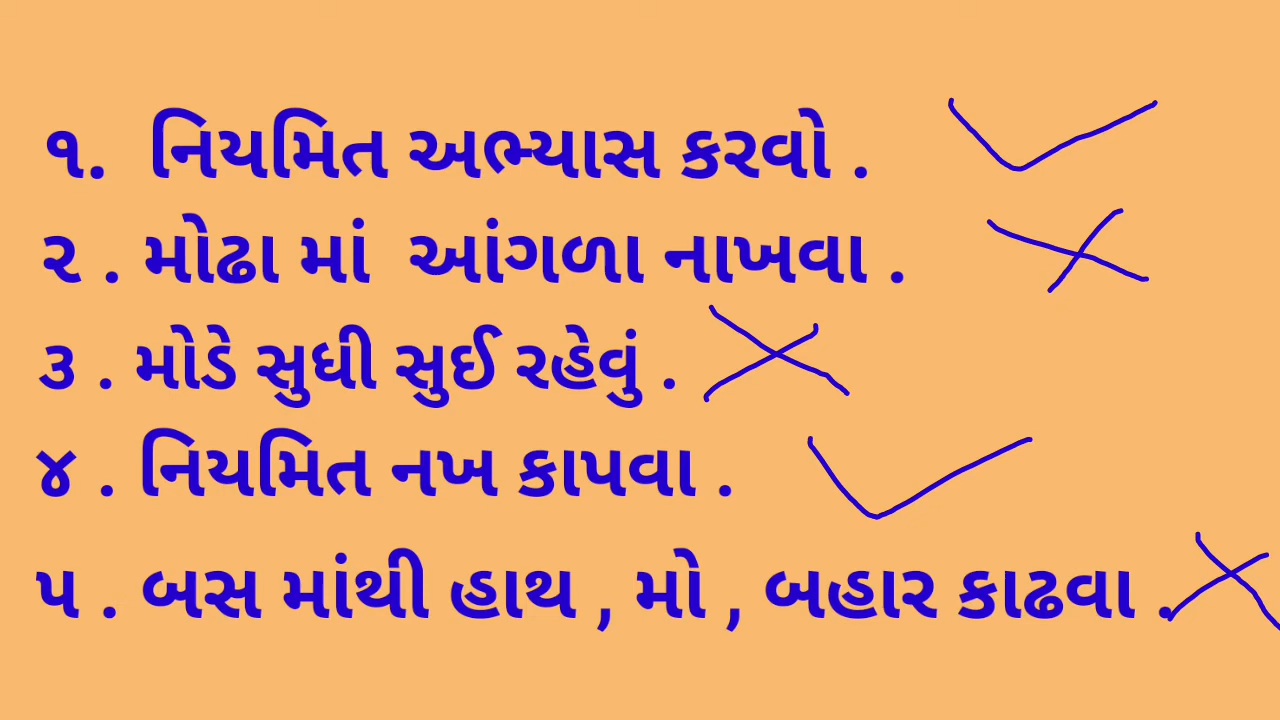 ૧. નિયમિત અભ્યાસ કરવો .
૨ . મોઢા માં આંગળા નાખવા .
૩ . મોડે સુધી સુઈ રહેવું .
૪ . નિયમિત નખ કાપવા .
૫ . બસ માંથી હાથ , મો , બહાર કાઢવા .